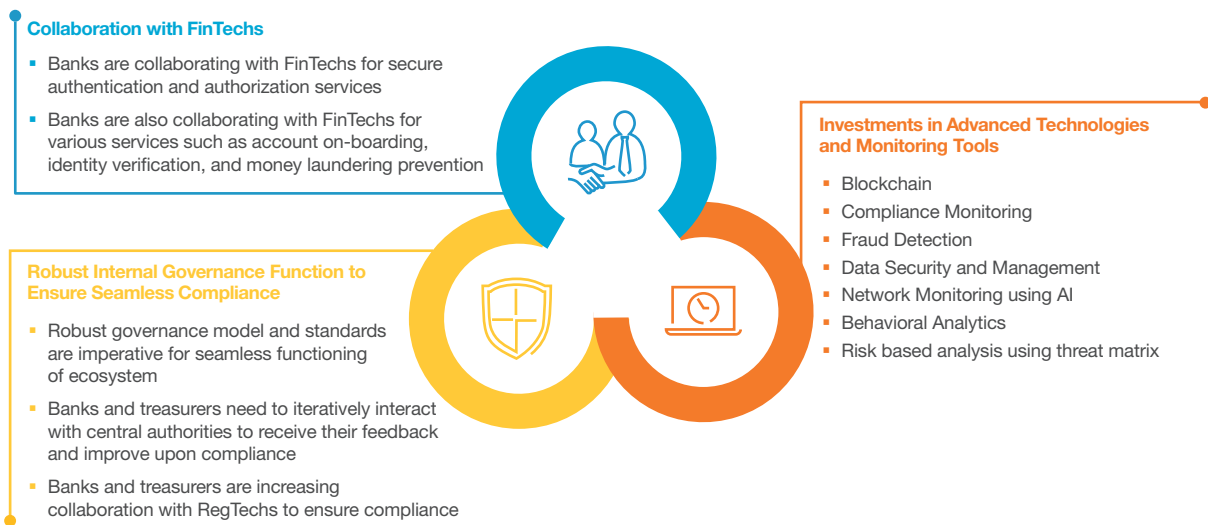 Collaboration with FinTechs
▪ Banks are collaborating with FinTechs for secure
authentication and authorization services
▪ Banks are also collaborating with FinTechs for
various services such as account on-boarding,
identity verification, and money laundering prevention
Investments in Advanced Technologies
and Monitoring Tools
▪ Blockchain
▪ Compliance Monitoring
▪ Fraud Detection
▪ Data Security and Management
▪ Network Monitoring using AI
▪ Behavioral Analytics
▪ Risk based analysis using threat matrix
Robust Internal Governance Function to
Ensure Seamless Compliance
▪ Robust governance model and standards
are imperative for seamless functioning
of ecosystem
▪ Banks and treasurers need to iteratively interact
with central authorities to receive their feedback
and improve upon compliance
▪ Banks and treasurers are increasing
collaboration with RegTechs to ensure compliance